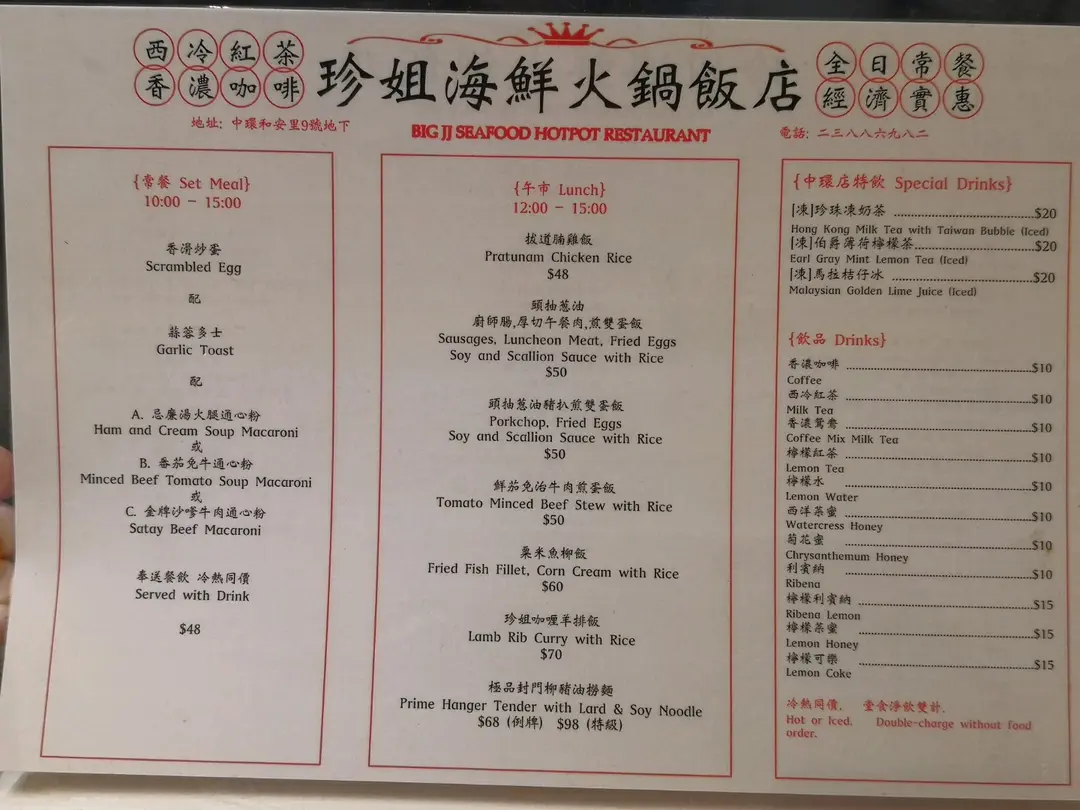 西冷紅茶
香濃咖啡
珍姐海鮮火鍋飯店
全日常餐
經濟實惠
地址: 中環和安里9號地下
BIG JJ SEAFOOD HOTPOT RESTAURANT
電話: 二三八八六九八二
{常餐 Set Meal}
10:00 - 15:00
香滑炒蛋
Scrambled Egg
配
蒜蓉多士
Garlic Toast
配
A. 忌廉湯火腿通心粉
Ham and Cream Soup Macaroni
或
B. 番茄免牛通心粉
Minced Beef Tomato Soup Macaroni
或
C. 金牌沙嗲牛肉通心粉
Satay Beef Macaroni
奉送餐飲 冷熱同價
Served with Drink
$48
{午市 Lunch}
12:00 - 15:00
拔道腩雞飯
Pratunam Chicken Rice
$48
頭抽蔥油
廚師腸,厚切午餐肉,煎雙蛋飯
Sausages, Luncheon Meat, Fried Eggs
Soy and Scallion Sauce with Rice
$50
頭抽蔥油豬扒煎雙蛋飯
Porkchop, Fried Eggs
Soy and Scallion Sauce with Rice
$50
鮮茄免治牛肉煎蛋飯
Tomato Minced Beef Stew with Rice
$50
粟米魚柳飯
Fried Fish Fillet, Corn Cream with Rice
$60
珍姐咖喱羊排飯
Lamb Rib Curry with Rice
$70
極品封門柳豬油撈麵
Prime Hanger Tender with Lard & Soy Noodle
$68 (例牌) $98 (特級)
{中環店特飲 Special Drinks}
[凍]珍珠凍奶茶 $20
Hong Kong Milk Tea with Taiwan Bubble (Iced)
[凍]伯爵薄荷檸檬茶 $20
Earl Gray Mint Lemon Tea (Iced)
[凍]馬拉桔仔冰 $20
Malaysian Golden Lime Juice (Iced)
{飲品 Drinks}
香濃咖啡 $10
Coffee
西冷紅茶 $10
Milk Tea
香濃鴛鴦 $10
Coffee Mix Milk Tea
檸檬紅茶 $10
Lemon Tea
檸檬水 $10
Lemon Water
西洋菜蜜 $10
Watercress Honey
菊花蜜 $10
Chrysanthemum Honey
利賓納 $10
Ribena
檸檬利賓納 $15
Ribena Lemon
檸檬茶蜜 $15
Lemon Honey
檸檬可樂 $15
Lemon Coke
冷熱同價. 堂食淨飲雙計.
Hot or Iced. Double-charge without food
order.